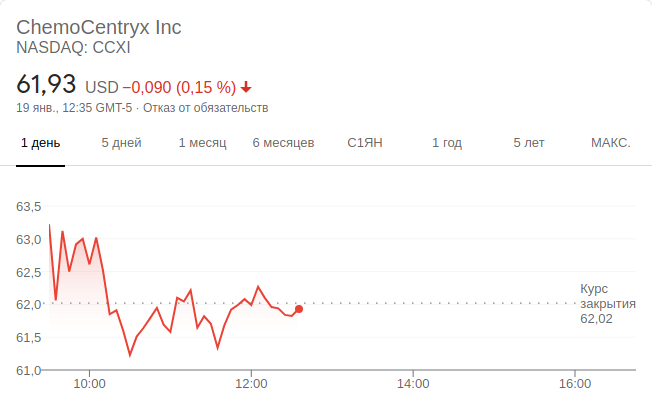 ChemoCentryx Inc
NASDAQ: CCXI
61,93 USD −0,090 (0,15 %)
19 янв., 12:35 GMT-5 · Отказ от обязательств
1 день 5 дней 1 месяц 6 месяцев С1ЯН 1 год 5 лет МАКС.
63,5
63,0
62,5
62,0
61,5
61,0
Курс
закрытия
62,02
10:00 12:00 14:00 16:00